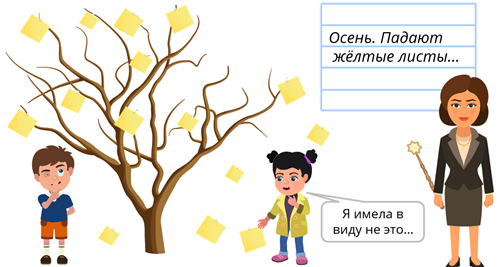 Осень. Падают
жёлтые листы...
Я имела в
виду не это...